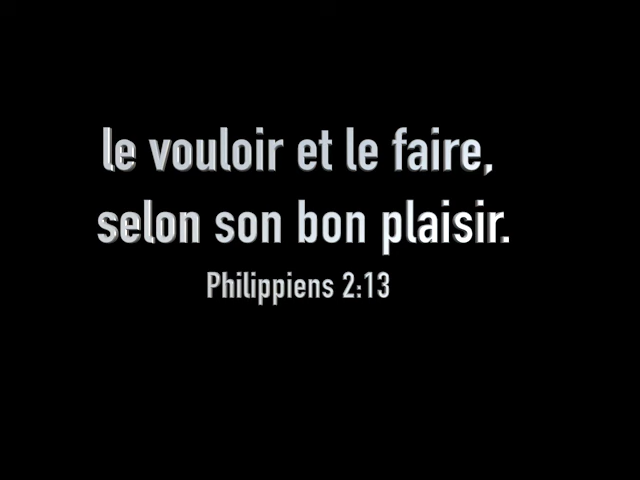 le vouloir et le faire,
selon son bon plaisir.
Philippiens 2:13